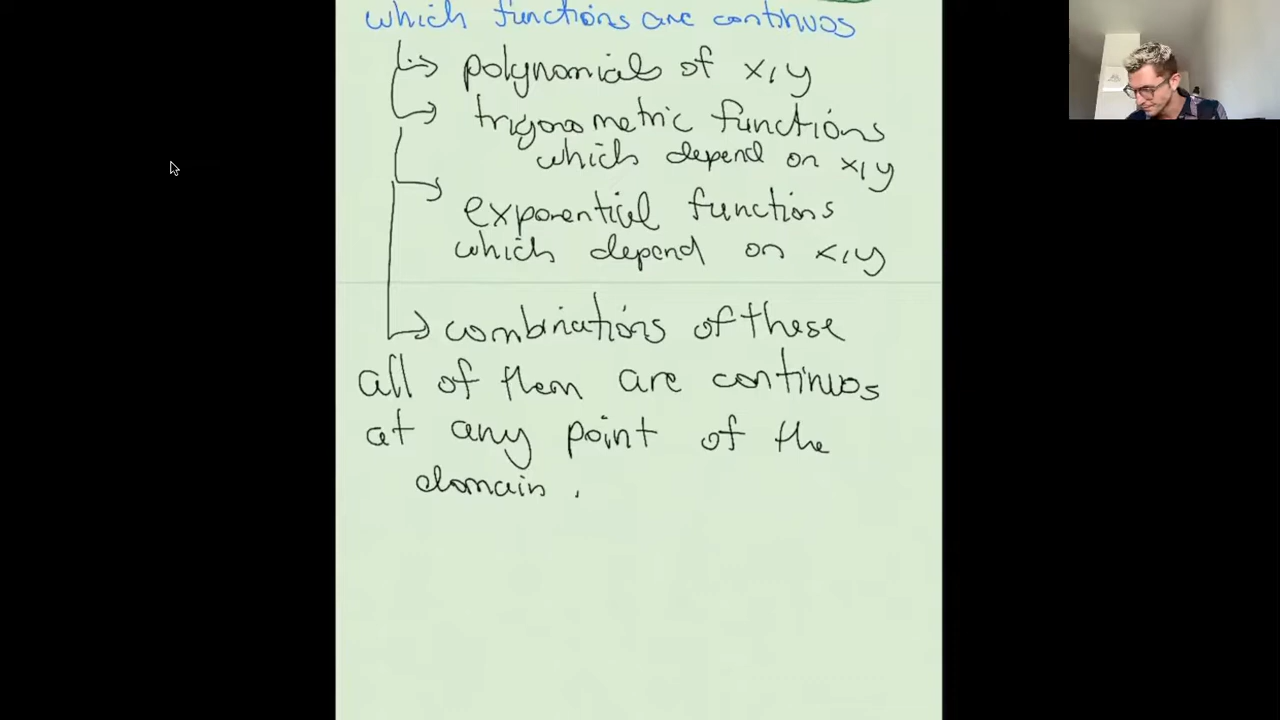 which functions are continuos
polynomials of x,y
trigonometric functions
which depend on x,y
exponential functions
which depend on x,y
combinations of these
all of them are continuos
at any point of the
domain.